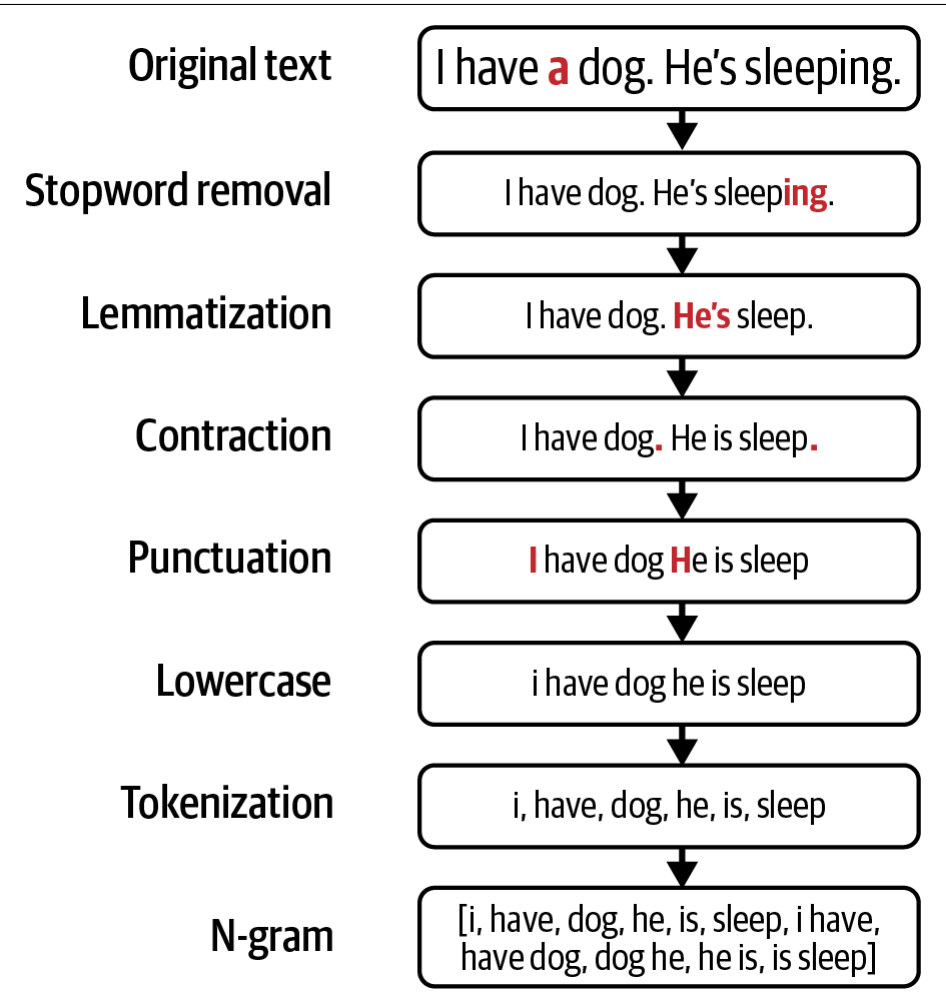 Original text
I have a dog. He's sleeping.
Stopword removal
I have dog. He's sleeping.
Lemmatization
I have dog. He's sleep.
Contraction
I have dog. He is sleep.
Punctuation
I have dog He is sleep
Lowercase
i have dog he is sleep
Tokenization
i, have, dog, he, is, sleep
N-gram
[i, have, dog, he, is, sleep, i have,
have dog, dog he, he is, is sleep]